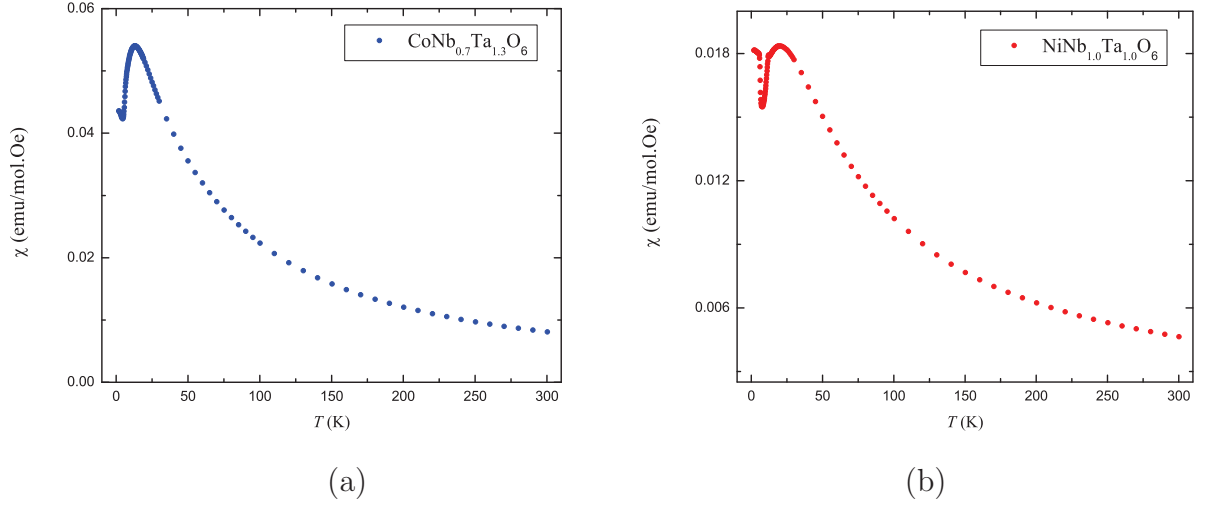 0.06
0.04
0.02
0.00
χ (emu/mol.Oe)
CoNb0.7Ta1.3O6
0 50 100 150 200 250 300
T (K)
(a)
0.018
0.012
0.006
χ (emu/mol.Oe)
NiNb1.0Ta1.0O6
0 50 100 150 200 250 300
T (K)
(b)